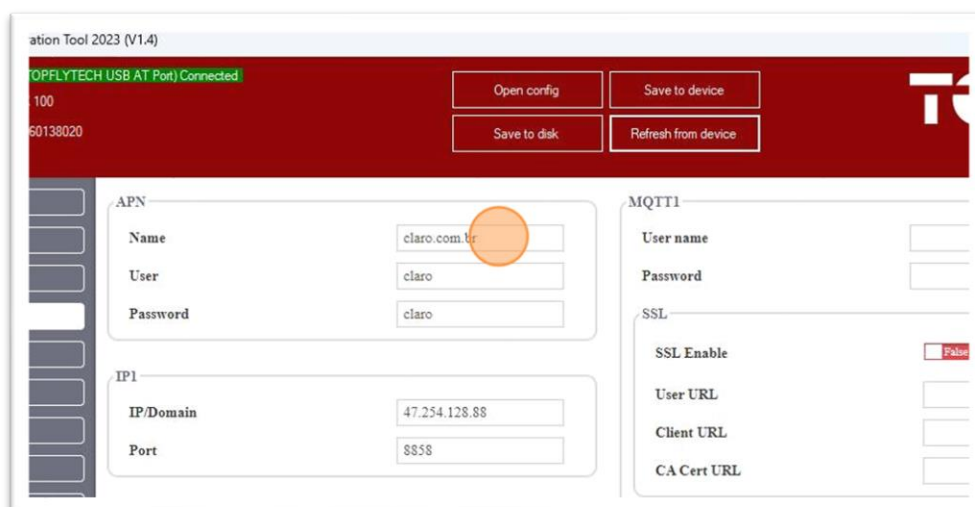 ation Tool 2023 (V1.4)
TOPFLYTECH USB AT Port) Connected
100
60138020
Open config
Save to device
Save to disk
Refresh from device
APN
Name
claro.com.br
User
claro
Password
claro
IP1
IP/Domain
47.254.128.88
Port
8858
MQTT1
User name
Password
SSL
SSL Enable
False
User URL
Client URL
CA Cert URL